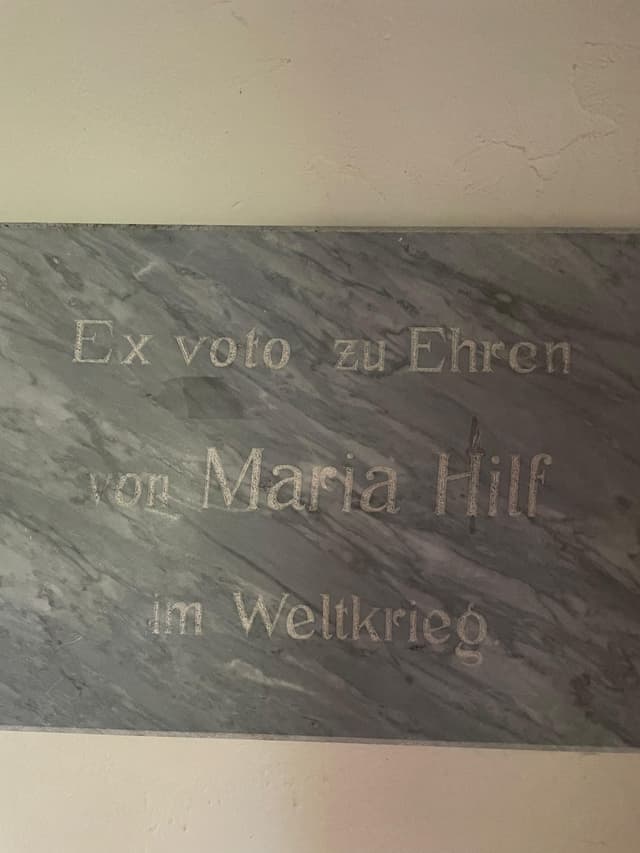 Ex voto zu Ehren
von Maria Hilf
im Weltkrieg.